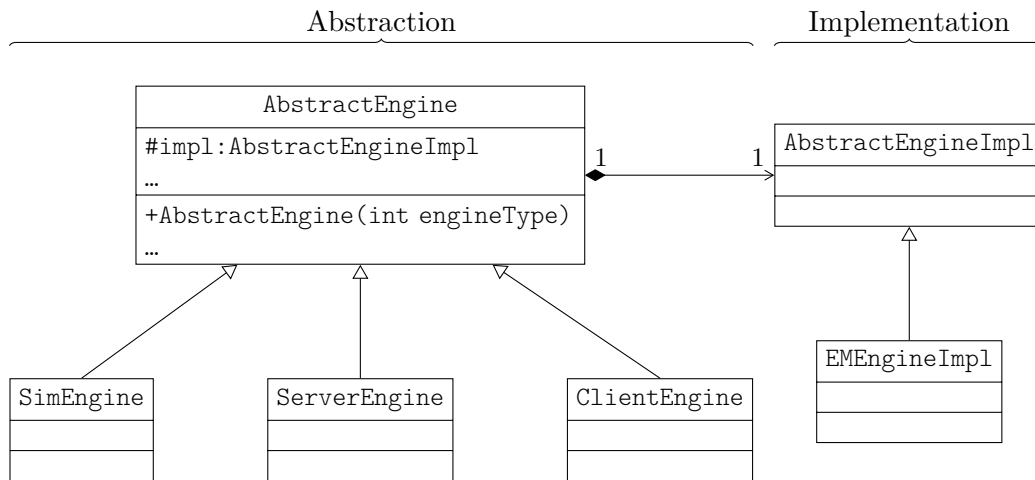 Abstraction
Implementation
AbstractEngine
#impl:AbstractEngineImpl
…
+AbstractEngine(int engineType)
…
1
1
AbstractEngineImpl
SimEngine
ServerEngine
ClientEngine
EMEngineImpl